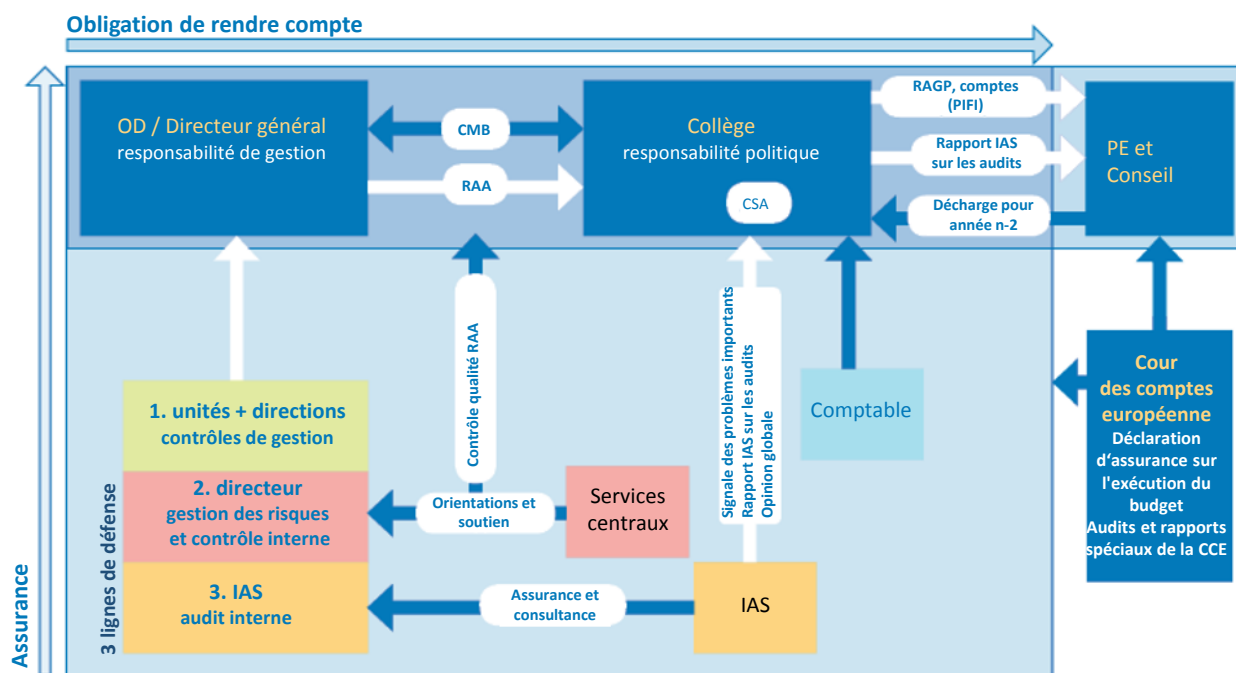 Obligation de rendre compte
Assurance
OD / Directeur général
responsabilité de gestion
CMB
RAA
Collège
responsabilité politique
CSA
RAGP, comptes
(PIFI)
Rapport IAS
sur les audits
Décharge pour
année n-2
PE et
Conseil
Contrôle qualité RAA
Signale des problèmes importants
Rapport IAS sur les audits
Opinion globale
Comptable
Cour
des comptes
européenne
Déclaration
d‘assurance sur
l'exécution du
budget
Audits et rapports
spéciaux de la CCE
3 lignes de défense
1. unités + directions
contrôles de gestion
2. directeur
gestion des risques
et contrôle interne
3. IAS
audit interne
Orientations et
soutien
Services
centraux
Assurance et
consultance
IAS